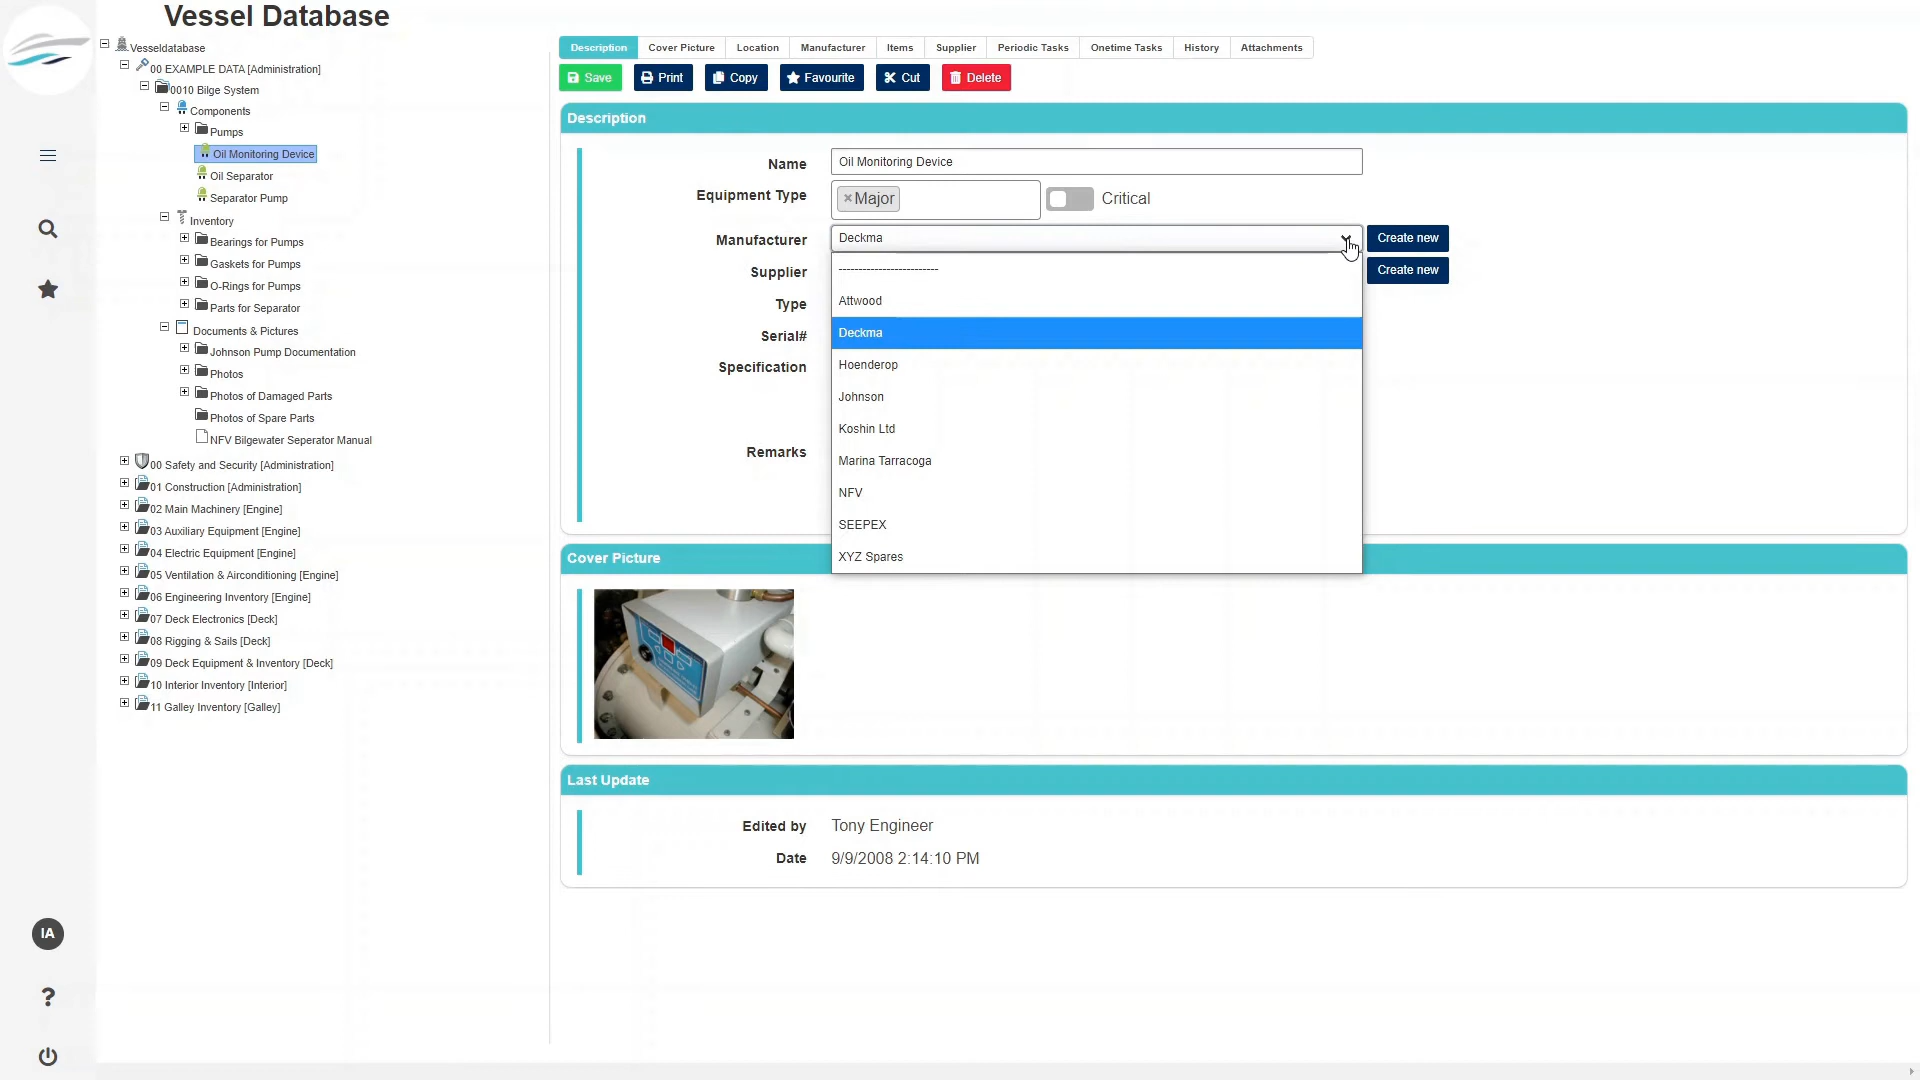 Vessel Database
Vesseldatabase
00 EXAMPLE DATA [Administration]
0010 Bilge System
Components
Pumps
Oil Monitoring Device
Oil Separator
Separator Pump
Inventory
Bearings for Pumps
Gaskets for Pumps
O-Rings for Pumps
Parts for Separator
Documents & Pictures
Johnson Pump Documentation
Photos
Photos of Damaged Parts
Photos of Spare Parts
NFV Bilgewater Seperator Manual
00 Safety and Security [Administration]
01 Construction [Administration]
02 Main Machinery [Engine]
03 Auxiliary Equipment [Engine]
04 Electric Equipment [Engine]
05 Ventilation & Airconditioning [Engine]
06 Engineering Inventory [Engine]
07 Deck Electronics [Deck]
08 Rigging & Sails [Deck]
09 Deck Equipment & Inventory [Deck]
10 Interior Inventory [Interior]
11 Galley Inventory [Galley]
IA
?
Description Cover Picture Location Manufacturer Items Supplier Periodic Tasks Onetime Tasks History Attachments
Save Print Copy Favourite Cut Delete
Description
Name Oil Monitoring Device
Equipment Type × Major Critical
Manufacturer Deckma Create new
Supplier Create new
Type
Serial#
Specification
Remarks
------------------------
Attwood
Deckma
Hoenderop
Johnson
Koshin Ltd
Marina Tarracoga
NFV
SEEPEX
XYZ Spares
Cover Picture
Last Update
Edited by Tony Engineer
Date 9/9/2008 2:14:10 PM